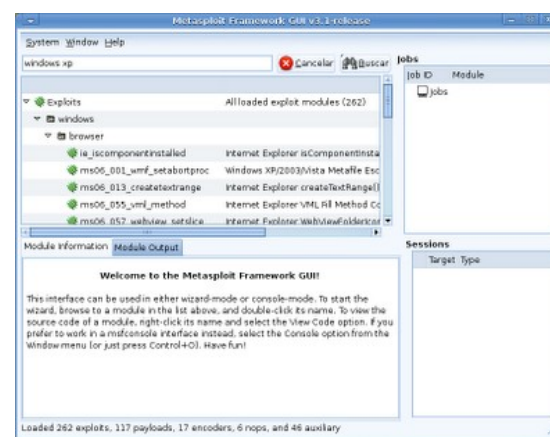 Metasploit Framework GUI v3.1-release
System Window Help
windows xp
Cancelar
Buscar
Jobs
Job ID Module
jobs
Exploits All loaded exploit modules (262)
windows
browser
ie_iscomponentinstalled Internet Explorer isComponentInsta
ms06_001_wmf_setabortproc Windows XP/2003/Vista Metafile Esc
ms06_013_createtextrange Internet Explorer createTextRange()
ms06_055_vml_method Internet Explorer VML Fill Method Co
ms06_057_webview_setslice Internet Explorer WebViewFolderIcon
Module Information Module Output
Sessions
Target Type
Welcome to the Metasploit Framework GUI!
This interface can be used in either wizard-mode or console-mode. To start the
wizard, browse to a module in the list above, and double-click its name. To view the
source code of a module, right-click its name and select the View Code option. If you
prefer to work in a msfconsole interface instead, select the Console option from the
Window menu (or just press Control+O). Have fun!
Loaded 262 exploits, 117 payloads, 17 encoders, 6 nops, and 46 auxiliary